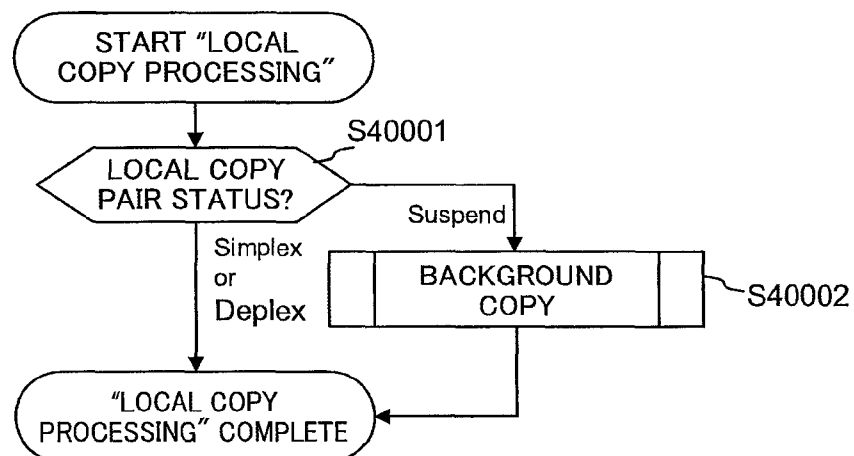 START “LOCAL
COPY PROCESSING”
S40001
LOCAL COPY
PAIR STATUS?
Suspend
Simplex
or
Deplex
BACKGROUND
COPY
S40002
“LOCAL COPY
PROCESSING” COMPLETE